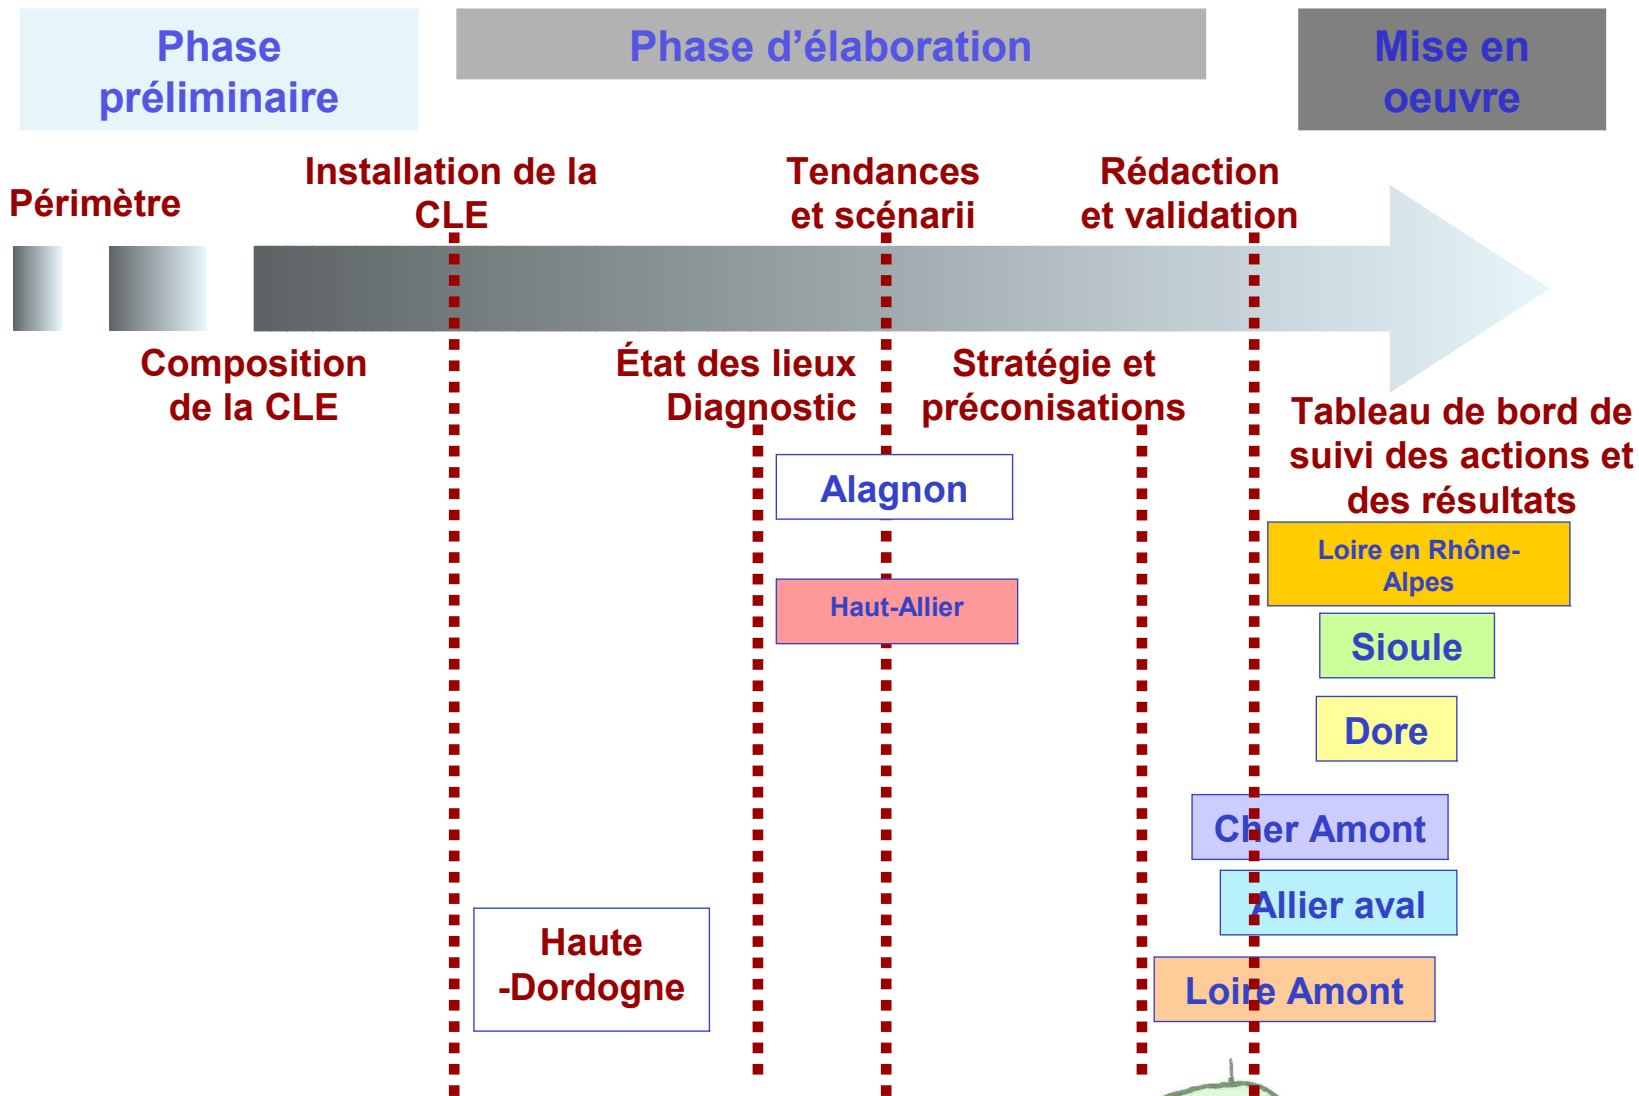 Phase
préliminaire
Phase d'élaboration
Mise en
oeuvre
Périmètre
Installation de la
CLE
Tendances
et scénarii
Rédaction
et validation
Composition
de la CLE
État des lieux
Diagnostic
Stratégie et
préconisations
Tableau de bord de
suivi des actions et
des résultats
Alagnon
Loire en Rhône-
Alpes
Haut-Allier
Sioule
Dore
Cher Amont
Allier aval
Haute
-Dordogne
Loire Amont